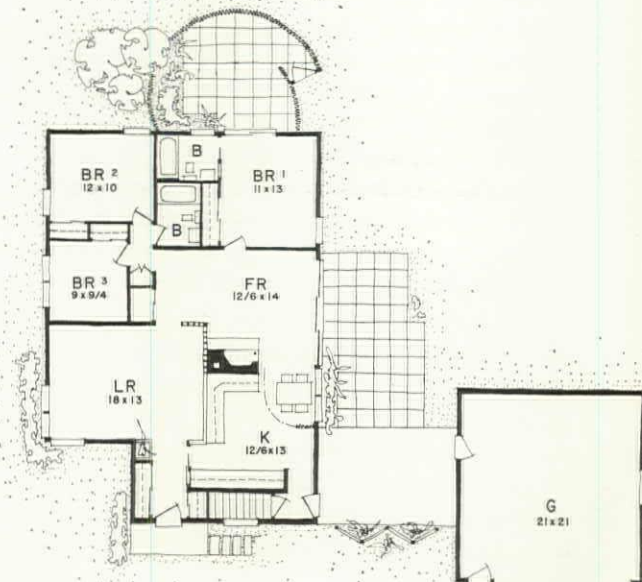 B
BR 2
12 x 10
BR 1
11 x 13
B
BR 3
9 x 9/4
FR
12/6 x 14
LR
18 x 13
K
12/6 x 13
G
21 x 21